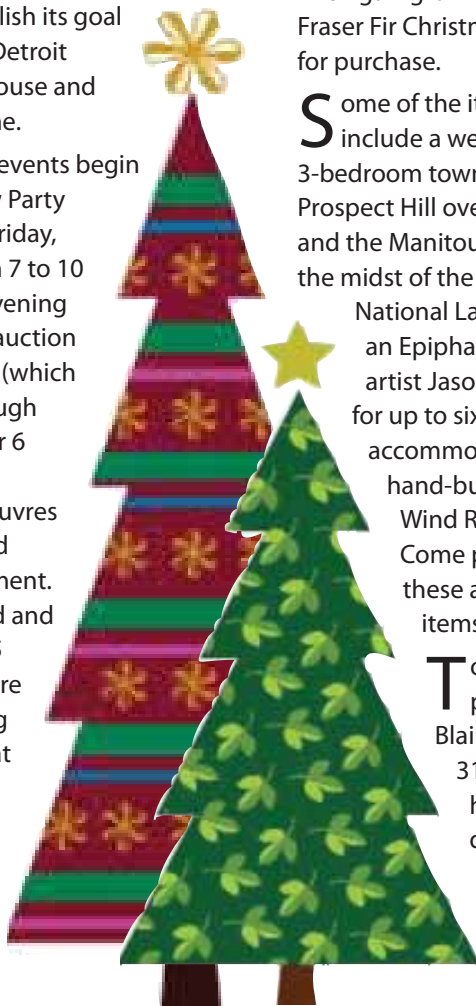 lish its goal
Detroit
ouse and
e.
events begin
Party
riday,
7 to 10
vening
auction
(which
ugh
r 6
uvres
d
ment.
d and
re
g
t
Fraser Fir Christm
for purchase.
Some of the it
include a we
3-bedroom town
Prospect Hill ove
and the Manitou
the midst of the
National La
an Epipha
artist Jaso
for up to six
accommo
hand-bu
Wind R
Come p
these a
items
To
p
Blai
31
h